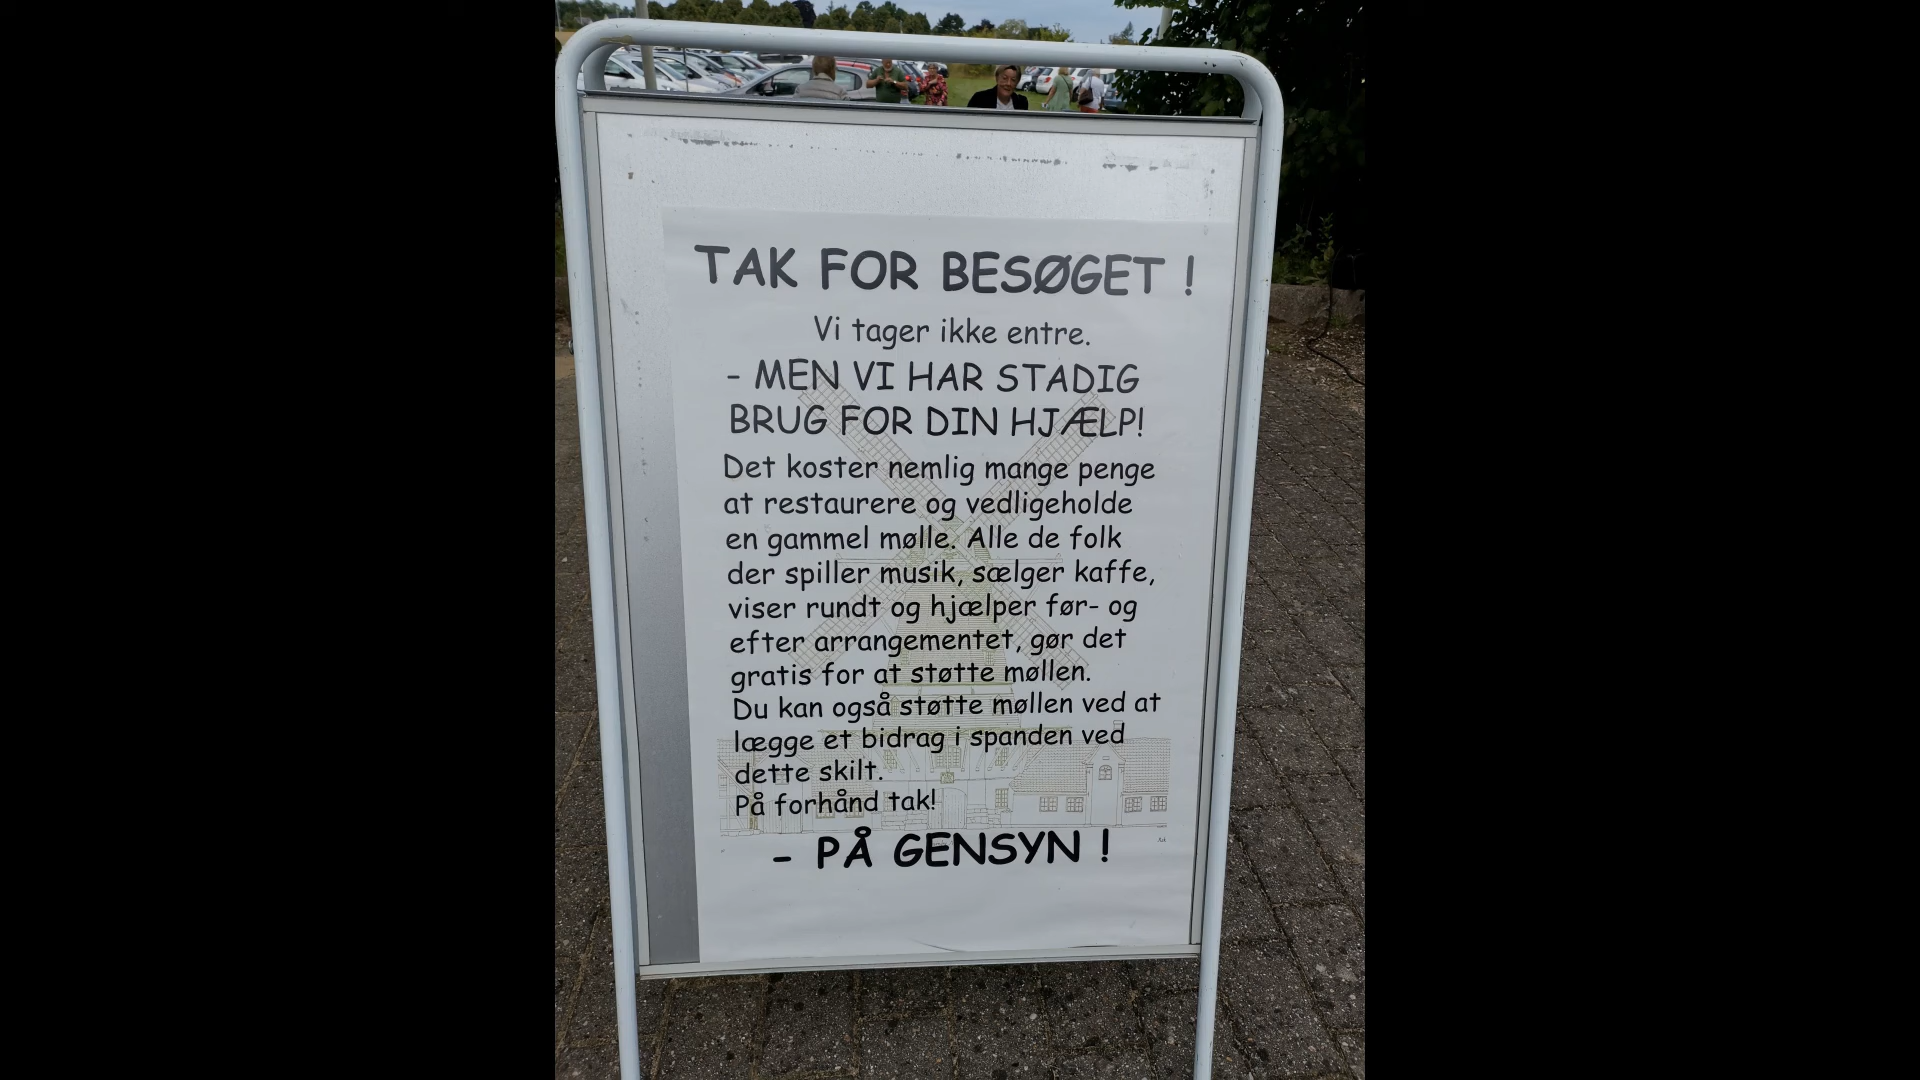 TAK FOR BESØGET !
Vi tager ikke entre.
- MEN VI HAR STADIG
BRUG FOR DIN HJÆLP!
Det koster nemlig mange penge
at restaurere og vedligeholde
en gammel mølle. Alle de folk
der spiller musik, sælger kaffe,
viser rundt og hjælper før- og
efter arrangementet, gør det
gratis for at støtte møllen.
Du kan også støtte møllen ved at
lægge et bidrag i spanden ved
dette skilt.
På forhånd tak!
- PÅ GENSYN !